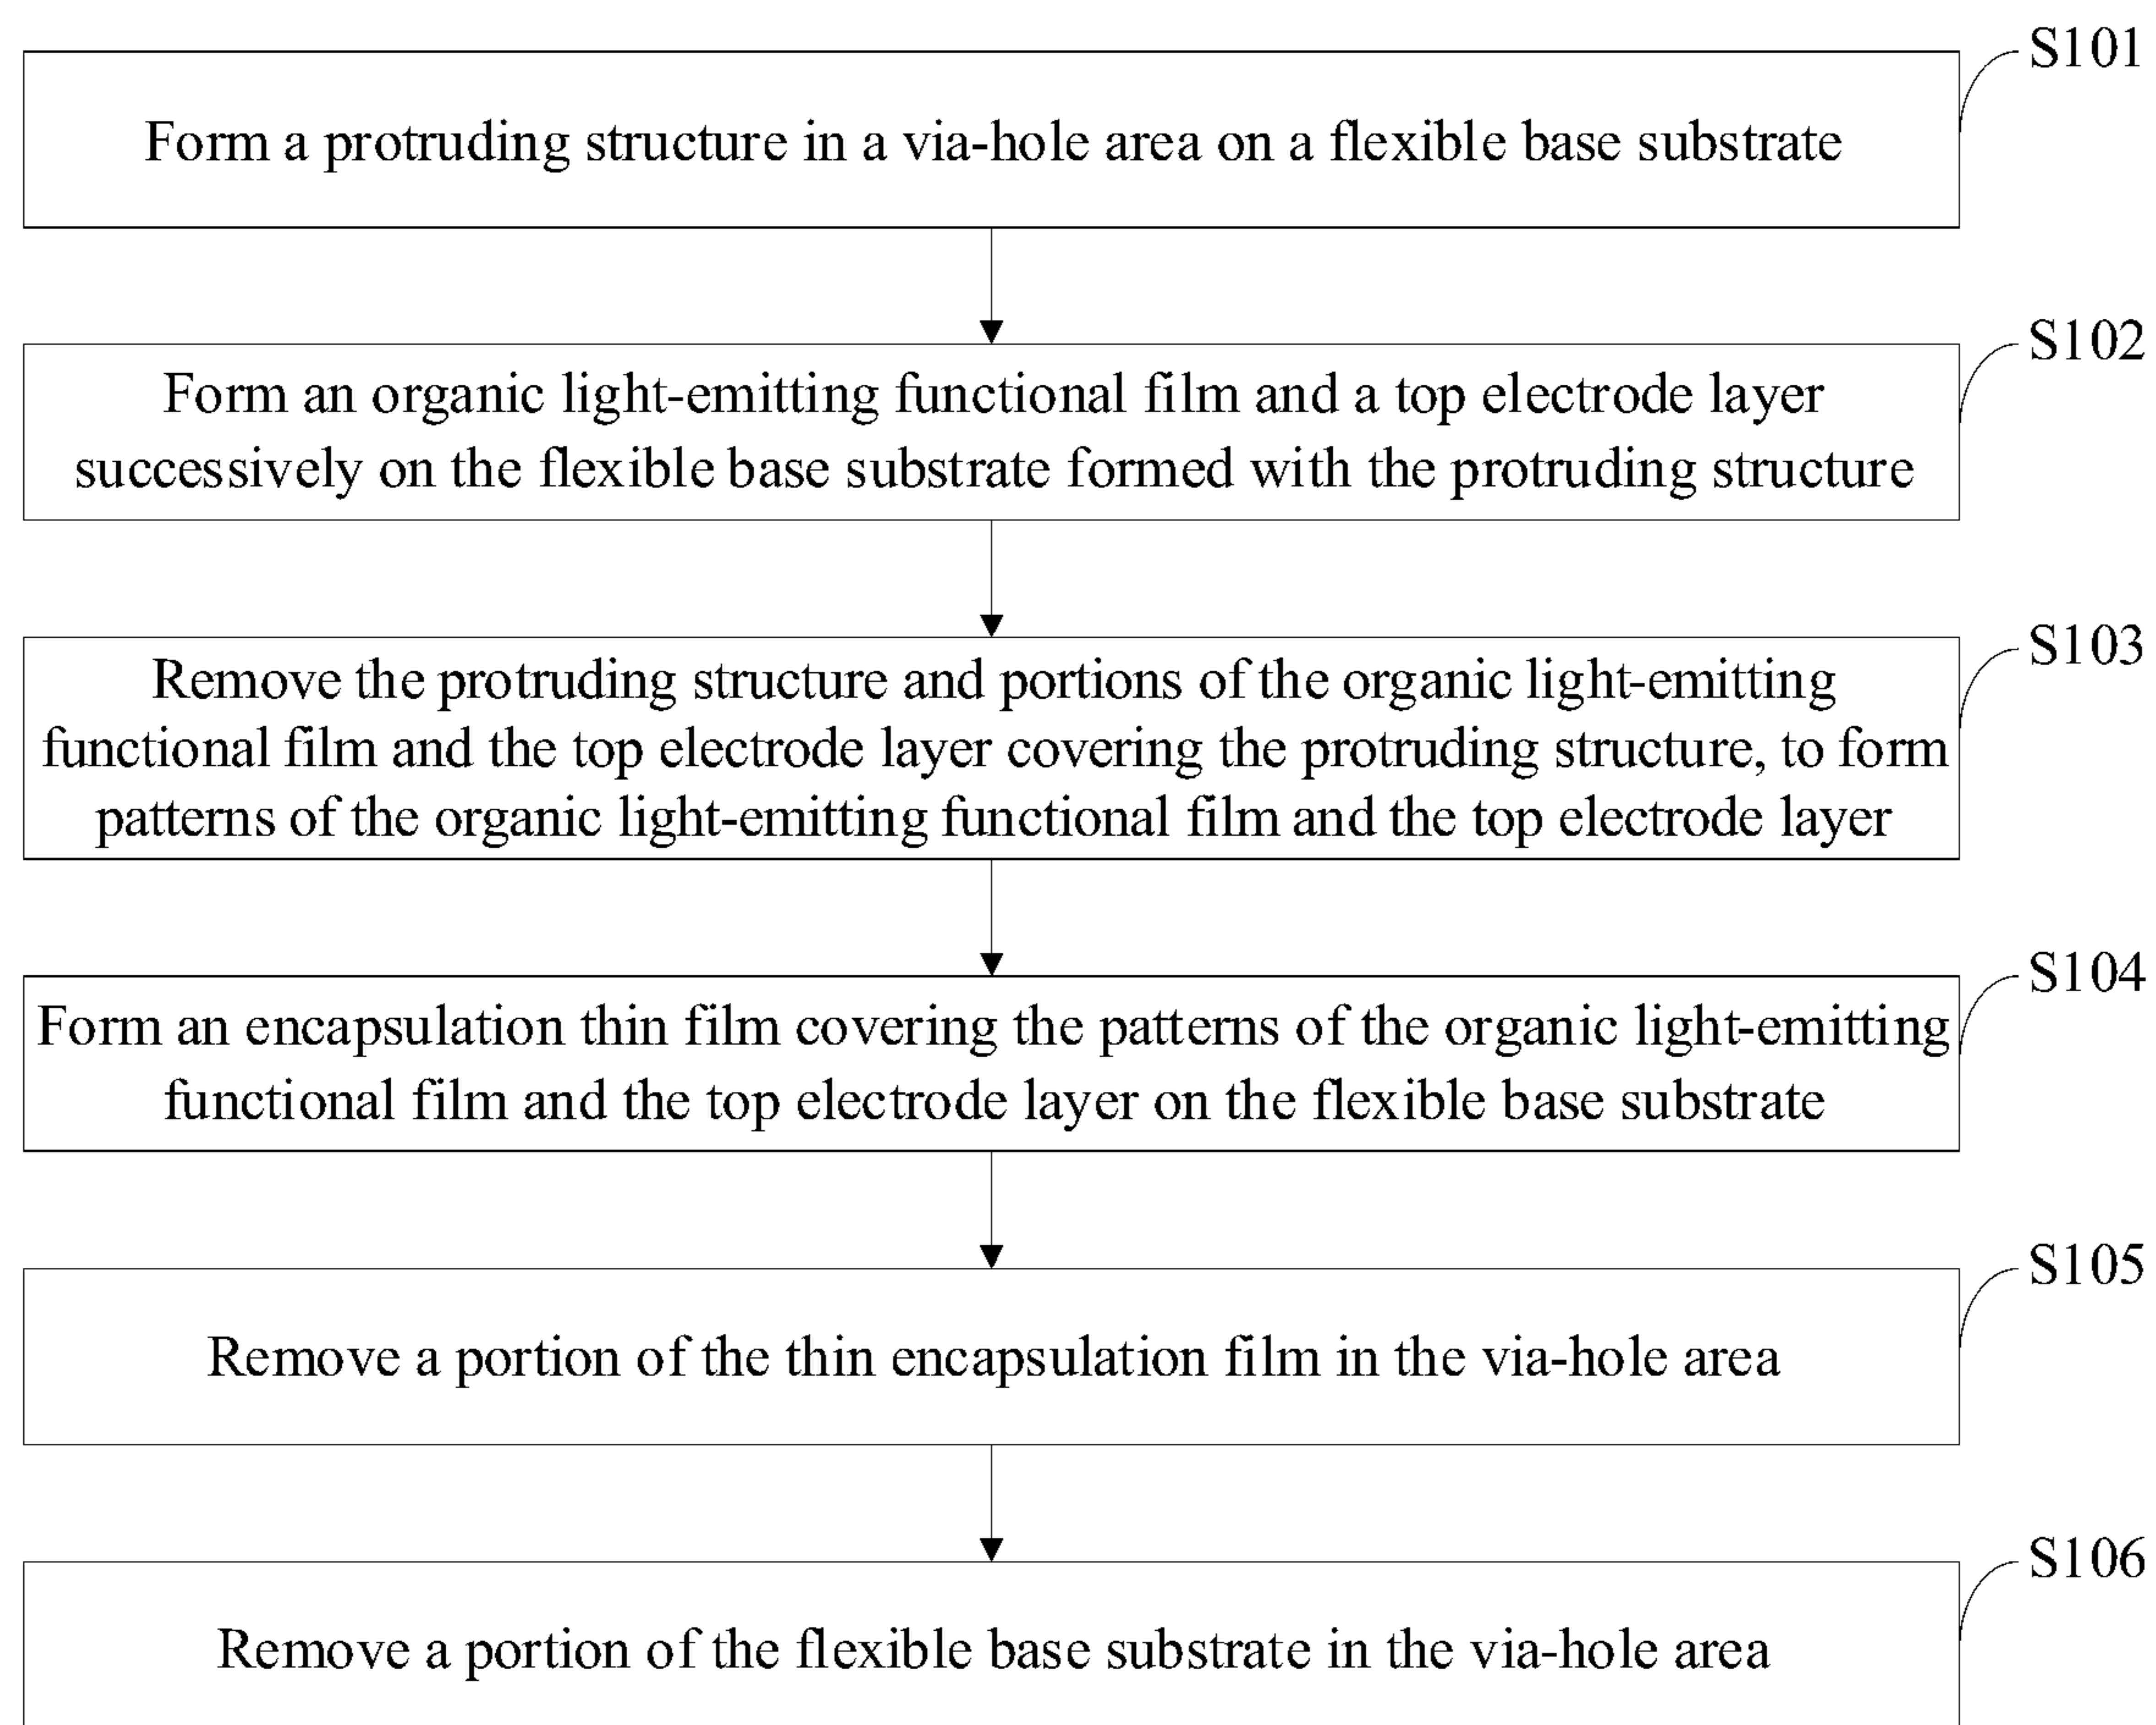 S101
Form a protruding structure in a via-hole area on a flexible base substrate
S102
Form an organic light-emitting functional film and a top electrode layer
successively on the flexible base substrate formed with the protruding structure
S103
Remove the protruding structure and portions of the organic light-emitting
functional film and the top electrode layer covering the protruding structure, to form
patterns of the organic light-emitting functional film and the top electrode layer
S104
Form an encapsulation thin film covering the patterns of the organic light-emitting
functional film and the top electrode layer on the flexible base substrate
S105
Remove a portion of the thin encapsulation film in the via-hole area
S106
Remove a portion of the flexible base substrate in the via-hole area